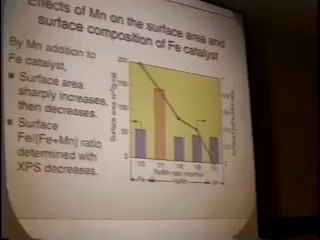 Effects of Mn on the surface area and
surface composition of Fe catalyst
By Mn addition to
Fe catalyst,
Surface area
sharply increases,
then decreases.
Surface
Fe/(Fe+Mn) ratio
determined with
XPS decreases.